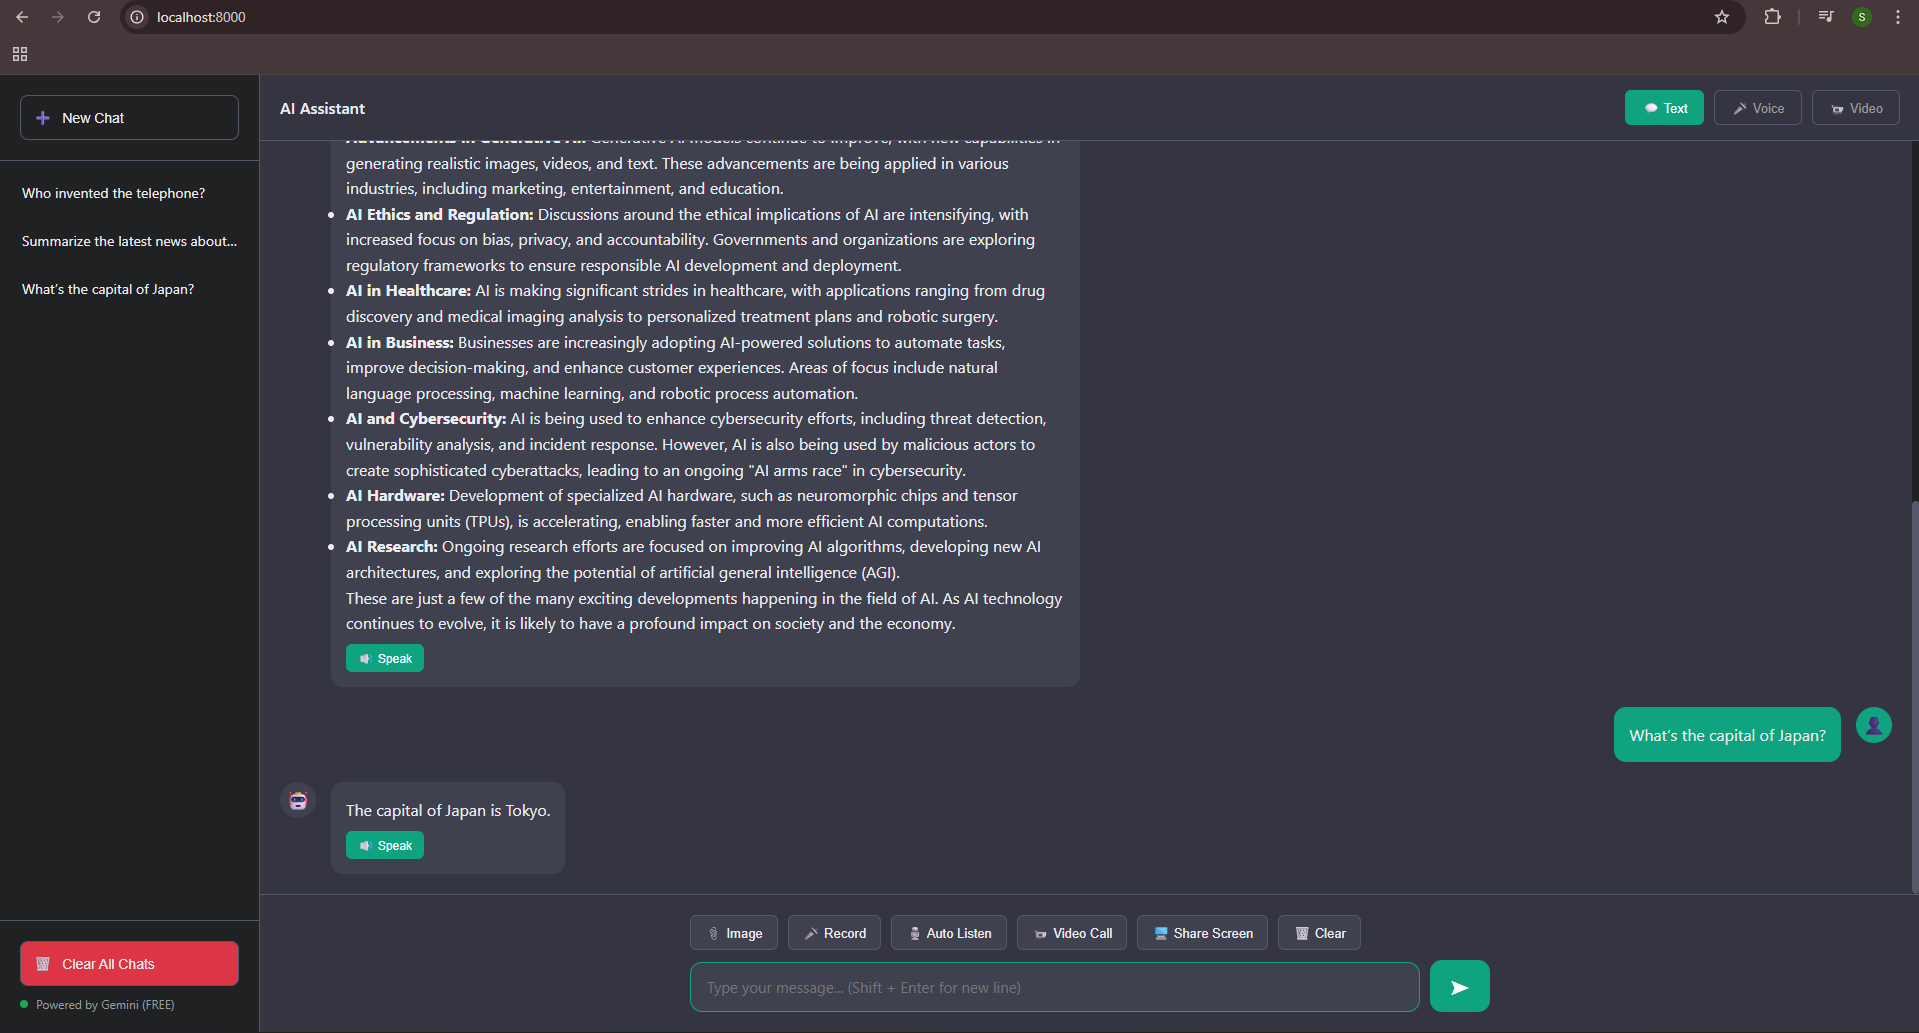 localhost:8000
S
New Chat
Who invented the telephone?
Summarize the latest news about...
What's the capital of Japan?
Clear All Chats
Powered by Gemini (FREE)
AI Assistant
Text
Voice
Video
Advancements in Generative AI: Generative AI models continue to improve, with new capabilities in
generating realistic images, videos, and text. These advancements are being applied in various
industries, including marketing, entertainment, and education.
AI Ethics and Regulation: Discussions around the ethical implications of AI are intensifying, with
increased focus on bias, privacy, and accountability. Governments and organizations are exploring
regulatory frameworks to ensure responsible AI development and deployment.
AI in Healthcare: AI is making significant strides in healthcare, with applications ranging from drug
discovery and medical imaging analysis to personalized treatment plans and robotic surgery.
AI in Business: Businesses are increasingly adopting AI-powered solutions to automate tasks,
improve decision-making, and enhance customer experiences. Areas of focus include natural
language processing, machine learning, and robotic process automation.
AI and Cybersecurity: AI is being used to enhance cybersecurity efforts, including threat detection,
vulnerability analysis, and incident response. However, AI is also being used by malicious actors to
create sophisticated cyberattacks, leading to an ongoing "AI arms race" in cybersecurity.
AI Hardware: Development of specialized AI hardware, such as neuromorphic chips and tensor
processing units (TPUs), is accelerating, enabling faster and more efficient AI computations.
AI Research: Ongoing research efforts are focused on improving AI algorithms, developing new AI
architectures, and exploring the potential of artificial general intelligence (AGI).
These are just a few of the many exciting developments happening in the field of AI. As AI technology
continues to evolve, it is likely to have a profound impact on society and the economy.
Speak
What's the capital of Japan?
The capital of Japan is Tokyo.
Speak
Image
Record
Auto Listen
Video Call
Share Screen
Clear
Type your message... (Shift + Enter for new line)